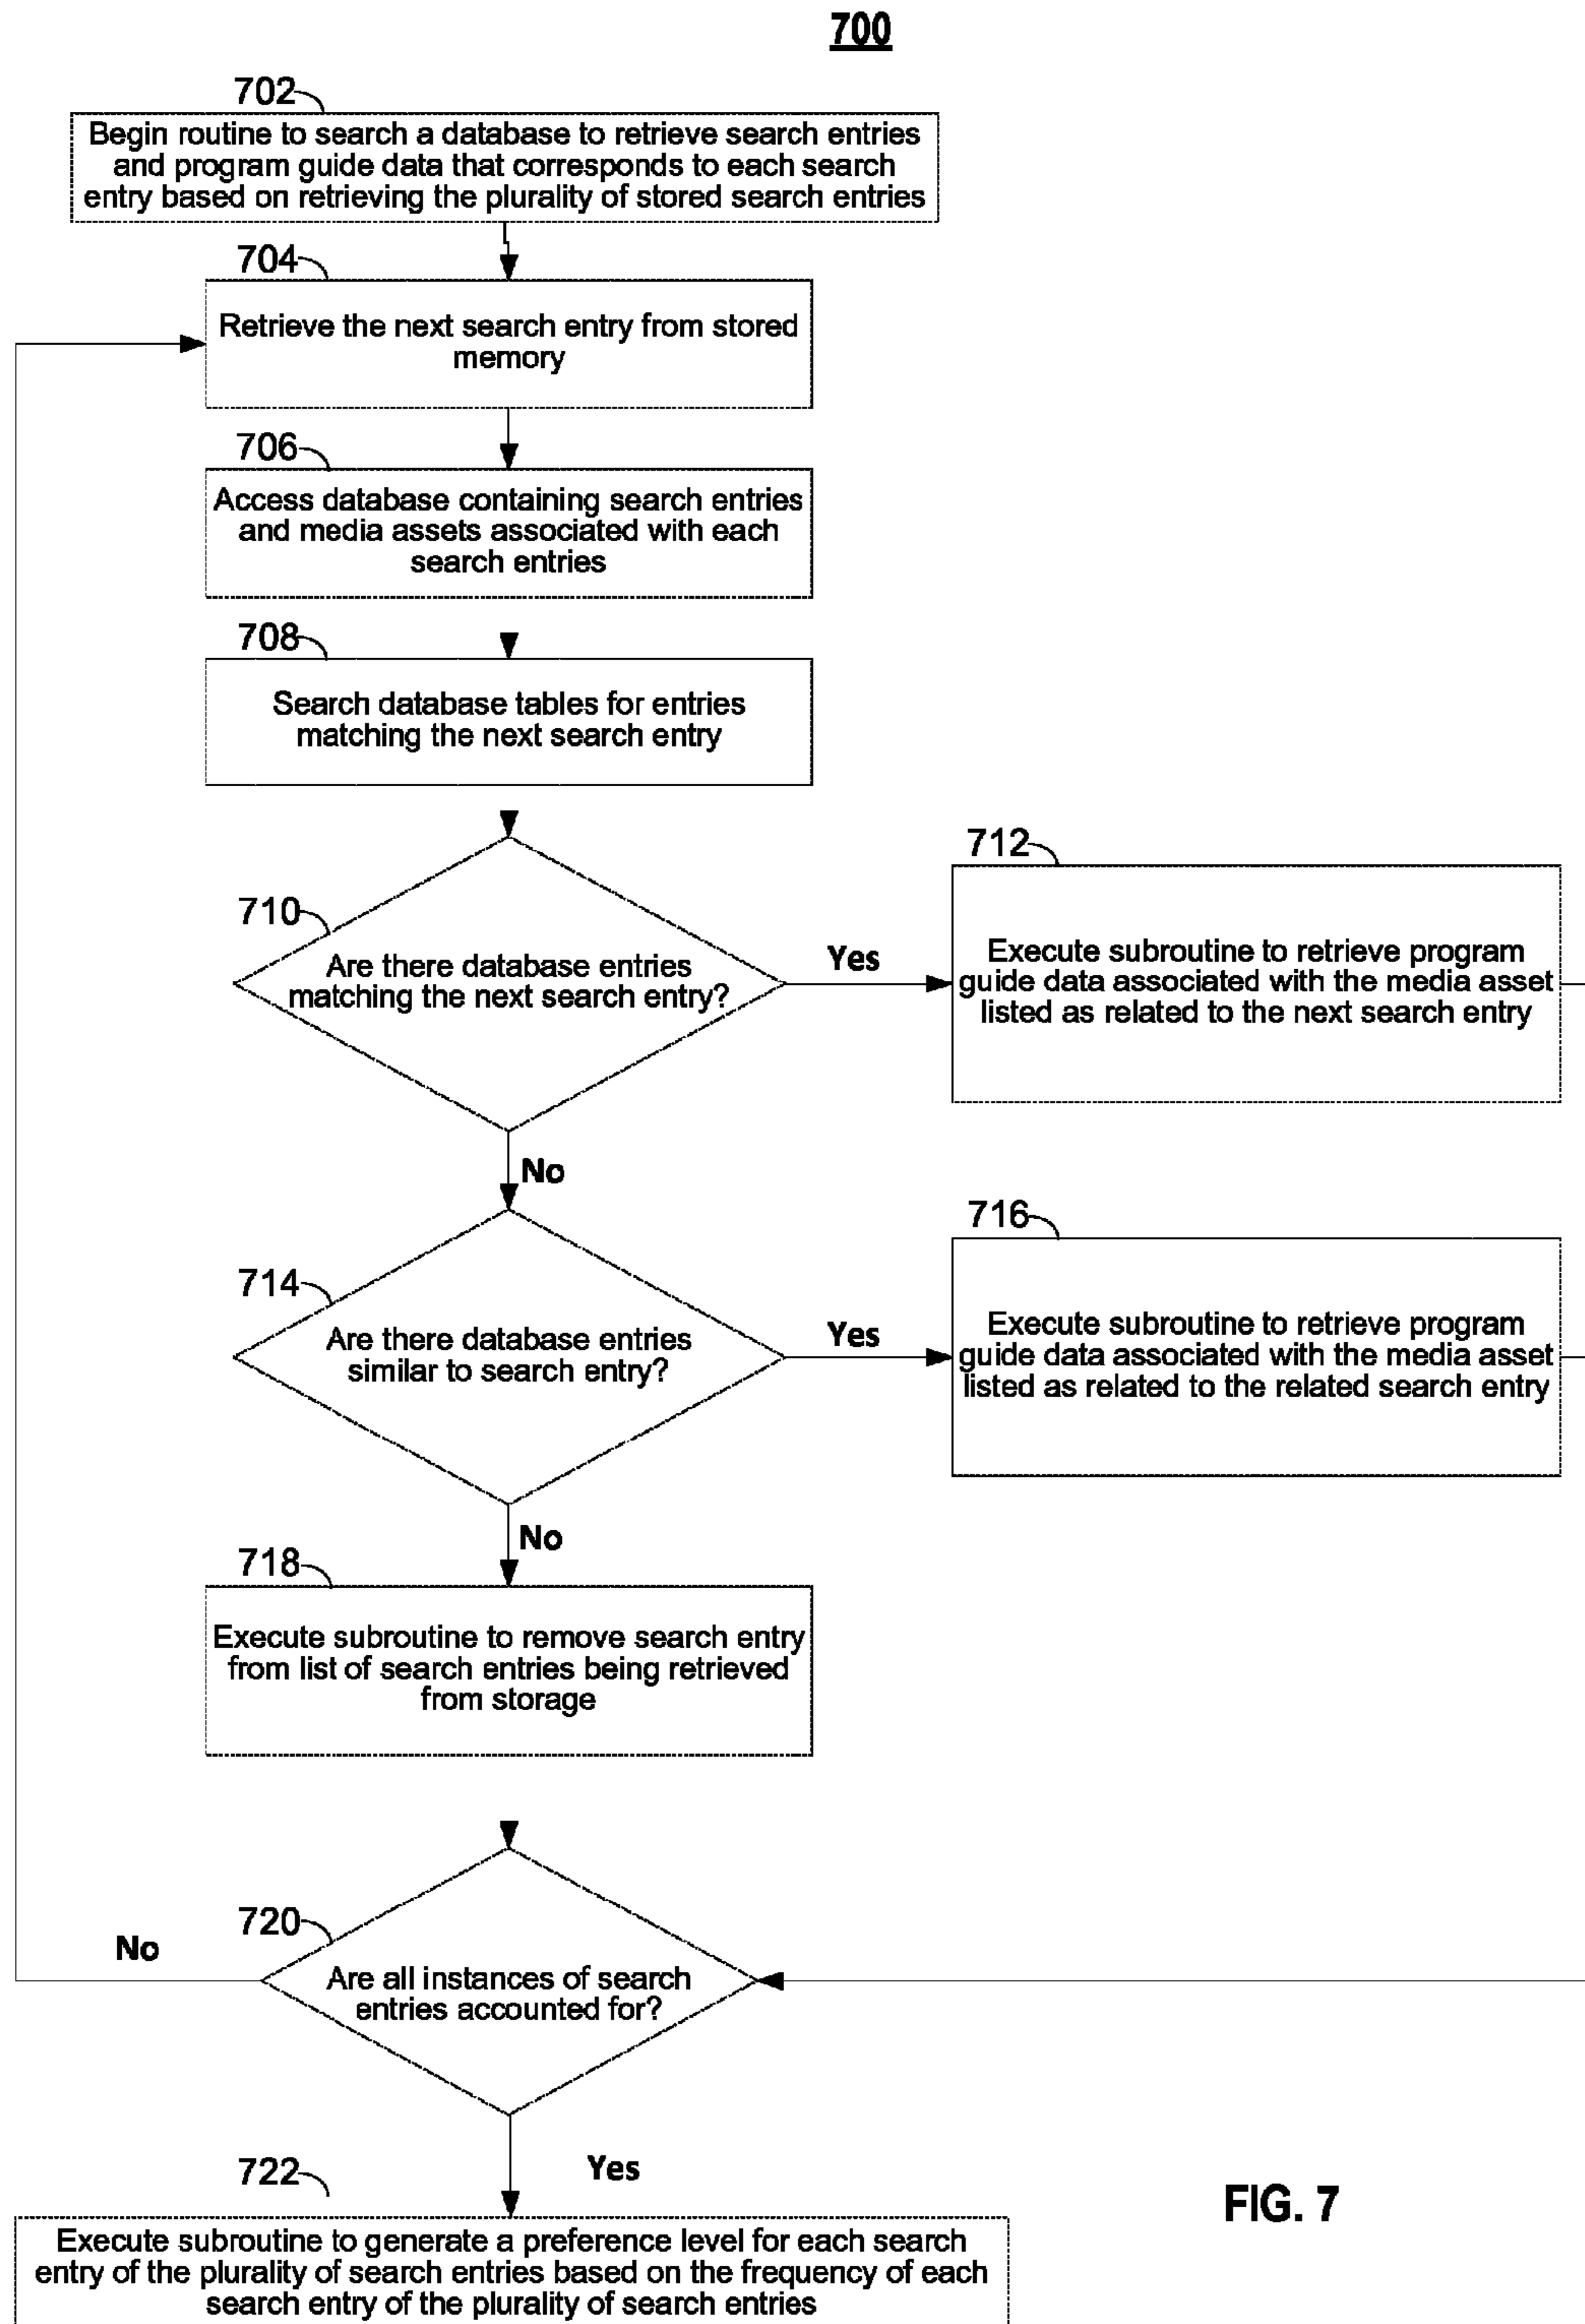 700
702
Begin routine to search a database to retrieve search entries
and program guide data that corresponds to each search
entry based on retrieving the plurality of stored search entries
704
Retrieve the next search entry from stored
memory
706
Access database containing search entries
and media assets associated with each
search entries
708
Search database tables for entries
matching the next search entry
710
Are there database entries
matching the next search entry?
Yes
712
Execute subroutine to retrieve program
guide data associated with the media asset
listed as related to the next search entry
No
714
Are there database entries
similar to search entry?
Yes
716
Execute subroutine to retrieve program
guide data associated with the media asset
listed as related to the related search entry
No
718
Execute subroutine to remove search entry
from list of search entries being retrieved
from storage
720
Are all instances of search
entries accounted for?
No
Yes
722
Execute subroutine to generate a preference level for each search
entry of the plurality of search entries based on the frequency of each
search entry of the plurality of search entries
FIG. 7